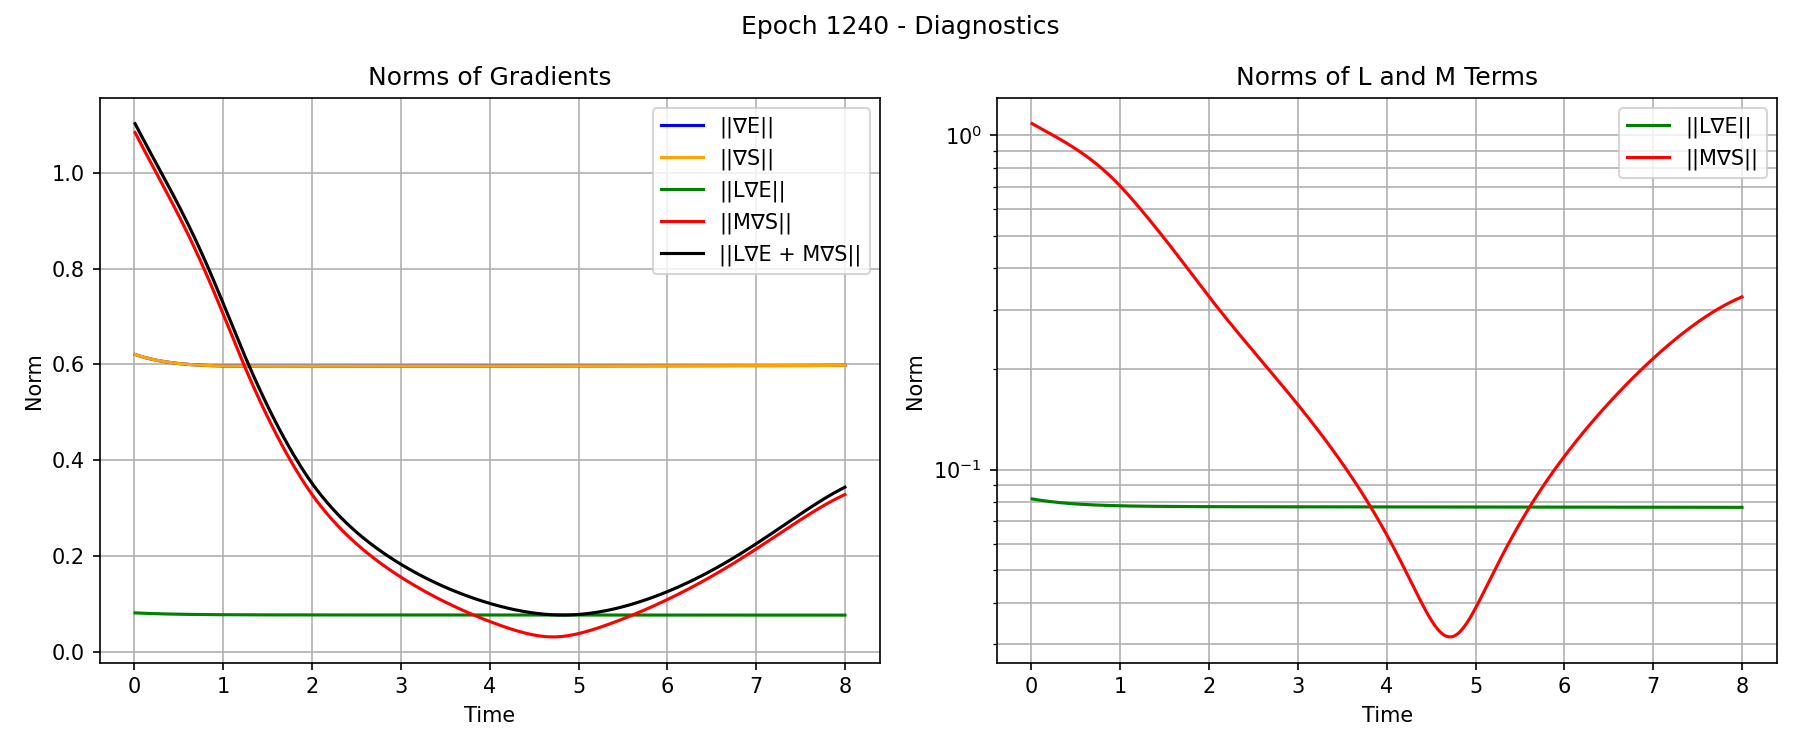 Epoch 1240 - Diagnostics
Norms of Gradients
||∇E||
||∇S||
||L∇E||
||M∇S||
||L∇E + M∇S||
1.0
0.8
0.6
0.4
0.2
0.0
Norm
0 1 2 3 4 5 6 7 8
Time
Norms of L and M Terms
||L∇E||
||M∇S||
10⁰
10⁻¹
Norm
0 1 2 3 4 5 6 7 8
Time